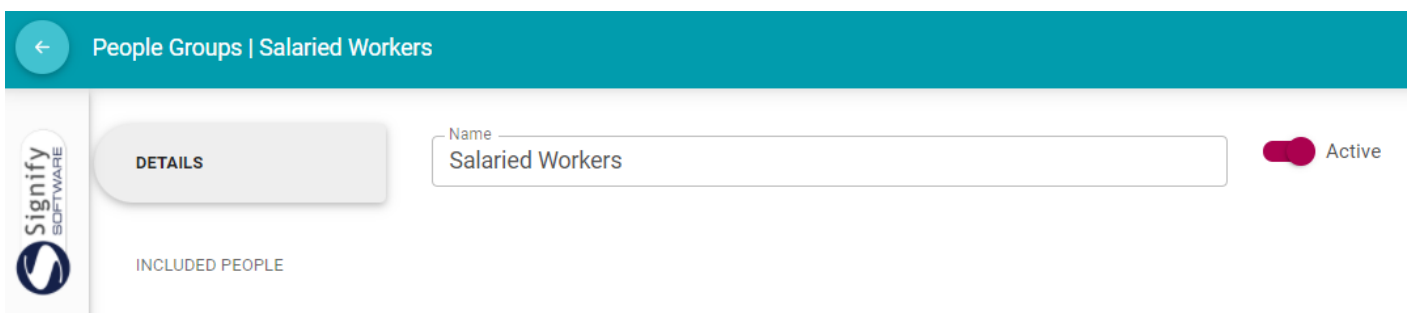 People Groups | Salaried Workers
Signify
SOFTWARE
DETAILS
Name
Salaried Workers
Active
INCLUDED PEOPLE